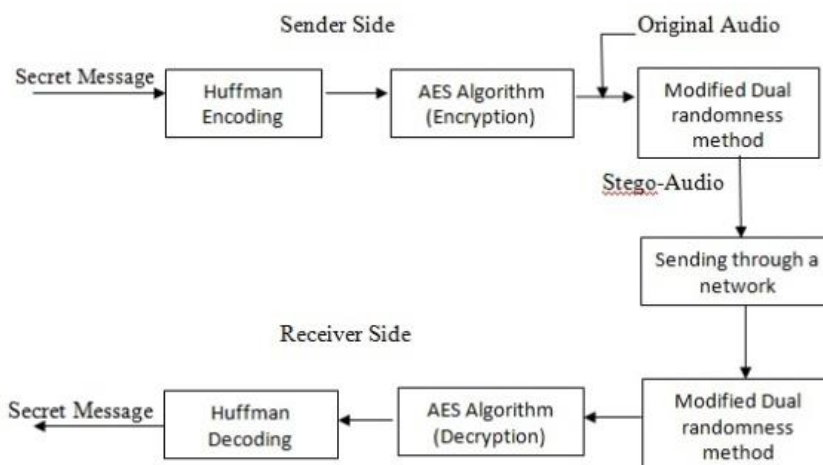 Sender Side
Original Audio
Secret Message
Huffman
Encoding
AES Algorithm
(Encryption)
Modified Dual
randomness
method
Stego-Audio
Sending through a
network
Receiver Side
Modified Dual
randomness
method
AES Algorithm
(Decryption)
Huffman
Decoding
Secret Message